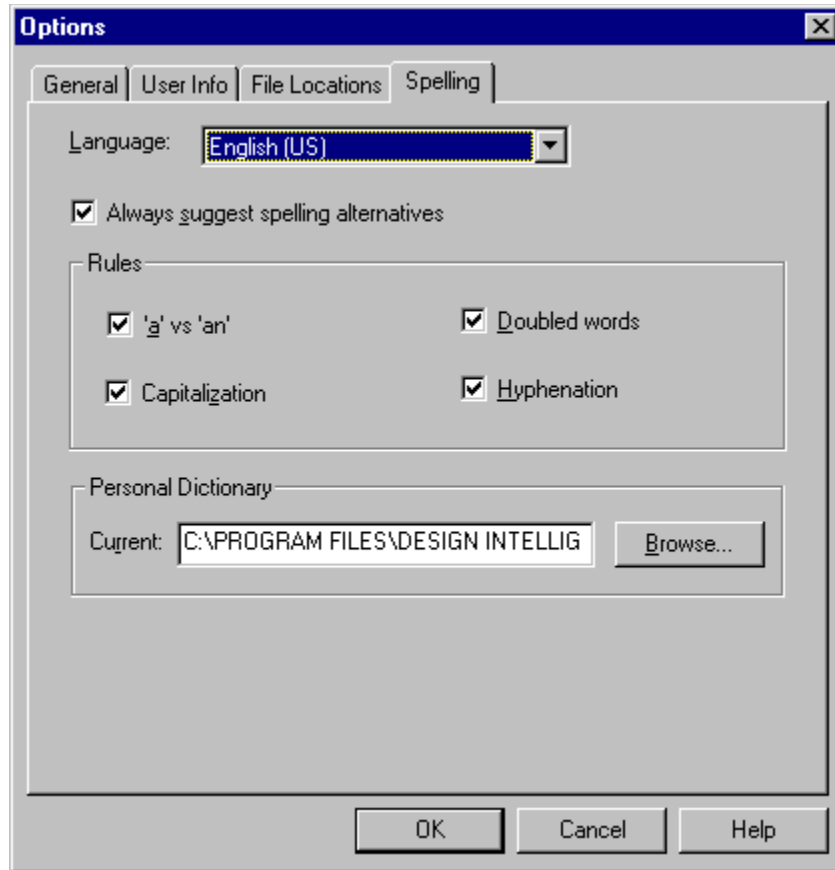 Options
General User Info File Locations Spelling
Language: English (US)
Always suggest spelling alternatives
Rules
'a' vs 'an' Doubled words
Capitalization Hyphenation
Personal Dictionary
Current: C:\PROGRAM FILES\DESIGN INTELLIG Browse...
OK Cancel Help